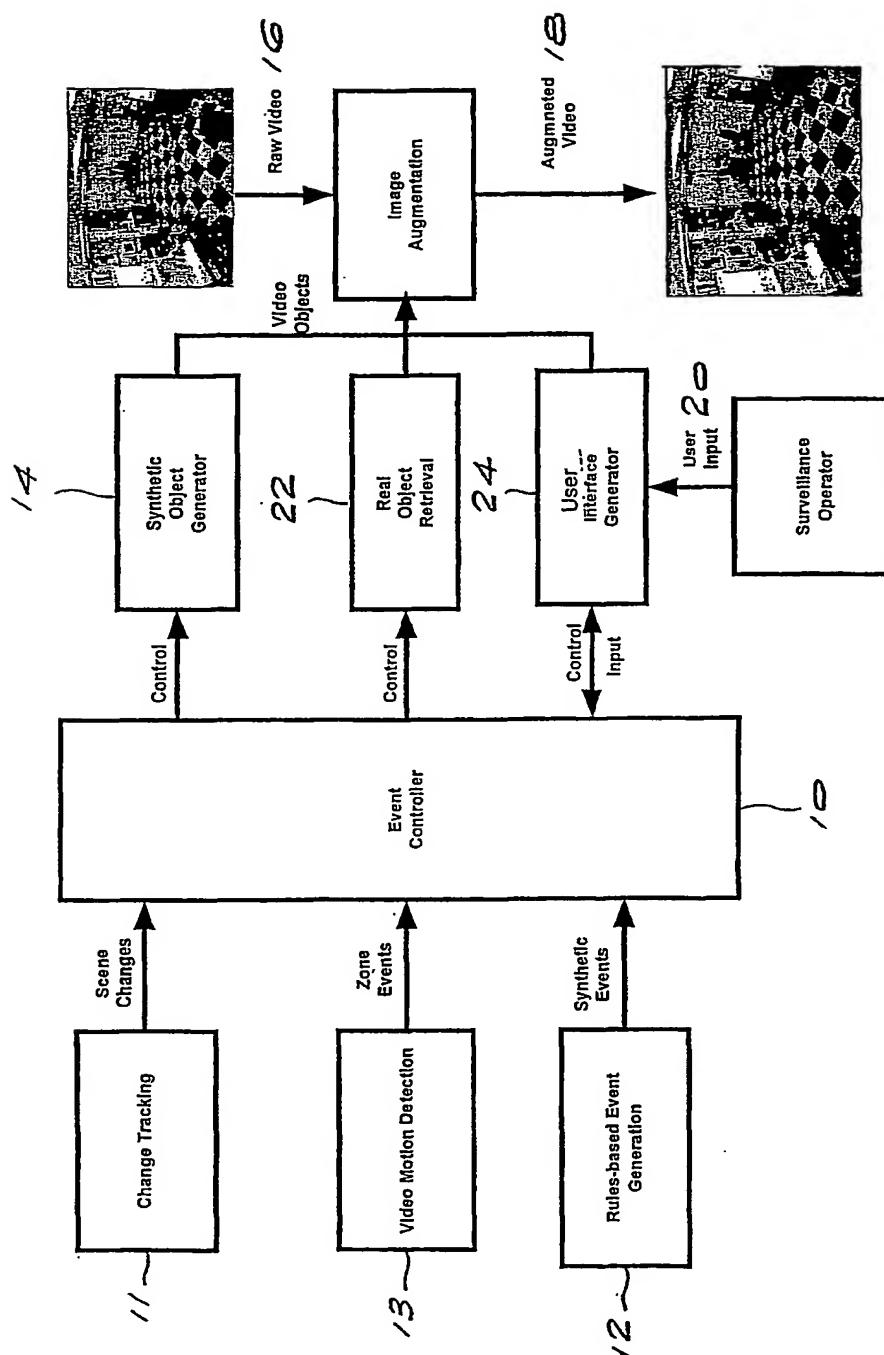 11
Change Tracking
Scene
Changes
13
Video Motion Detection
Zone
Events
12
Rules-based Event
Generation
Synthetic
Events
Event
Controller
10
Control
Control
Control
Input
14
Synthetic
Object
Generator
22
Real
Object
Retrieval
24
User
Interface
Generator
User
Input
20
Surveillance
Operator
Video
Objects
Raw Video
16
Image
Augmentation
Augmneted
Video
18